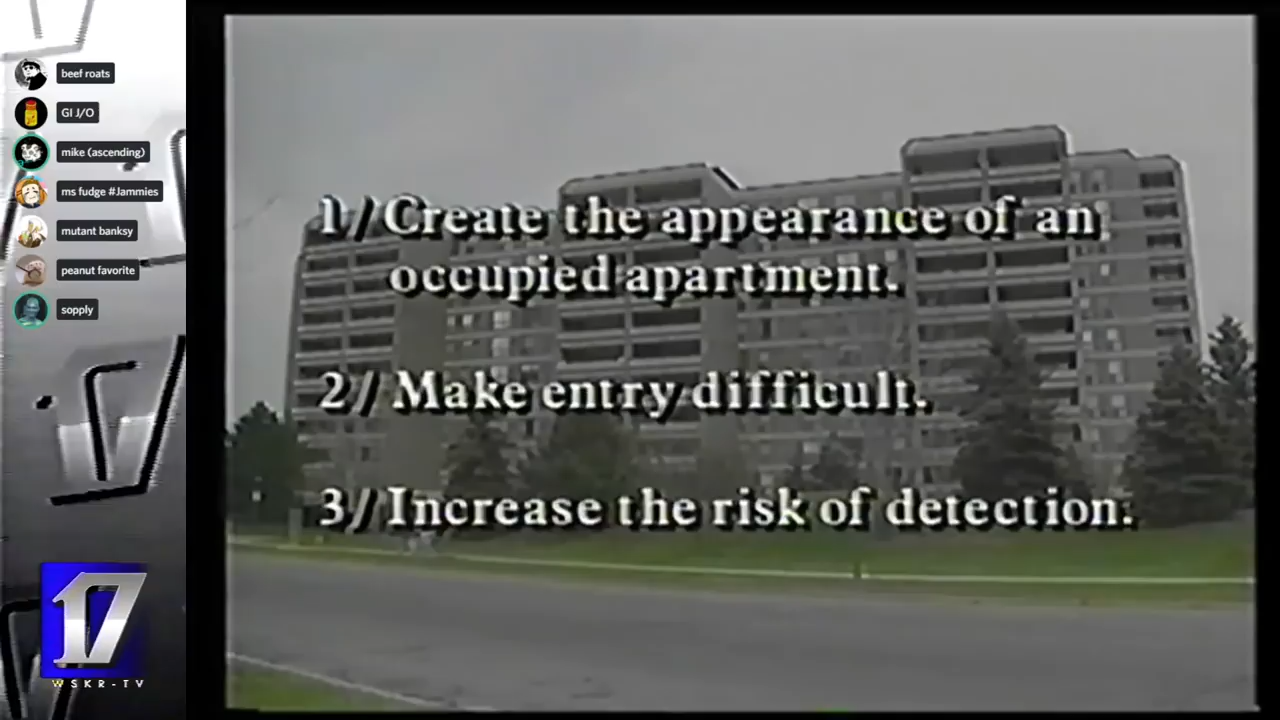 beef roats
GI J/O
mike (ascending)
ms fudge #Jammies
mutant banksy
peanut favorite
sopply
17
WSKR-TV
1/ Create the appearance of an
occupied apartment.
2/ Make entry difficult.
3/ Increase the risk of detection.